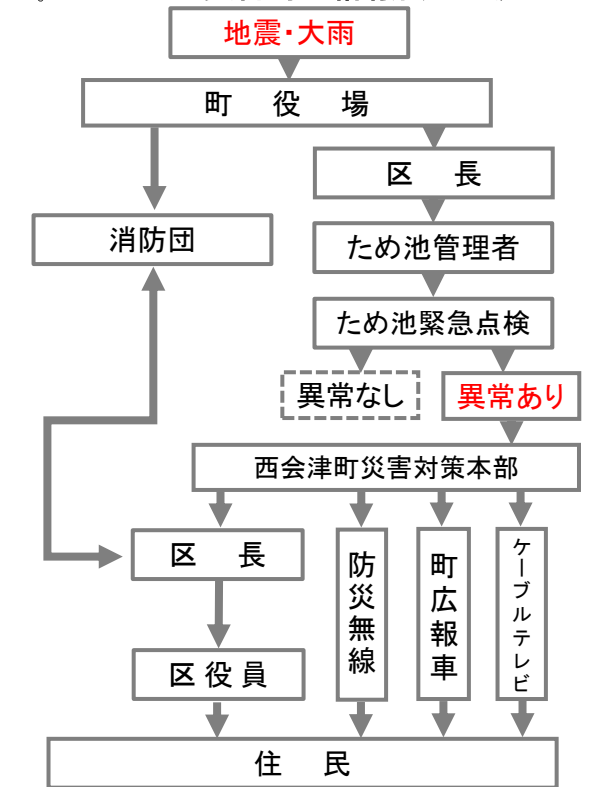 地震・大雨
町　役　場
区　長
消防団
ため池管理者
ため池緊急点検
異常なし
異常あり
西会津町災害対策本部
区　長
防災無線
町広報車
ケーブルテレビ
区役員
住　民